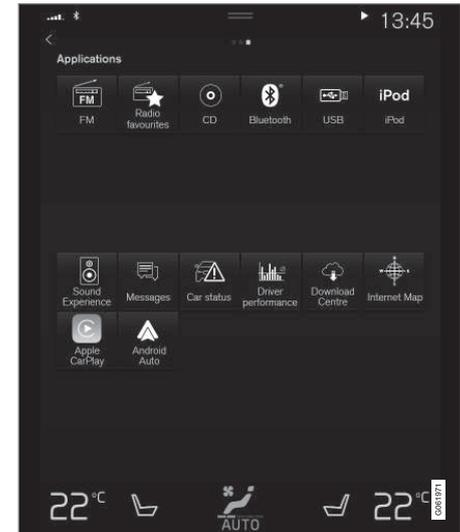 13:45
Applications
FM
FM
Radio
favourites
CD
Bluetooth
USB
iPod
iPod
Sound
Experience
Messages
Car status
Driver
performance
Download
Centre
Internet Map
Apple
CarPlay
Android
Auto
22°C
AUTO
22°C
G061971